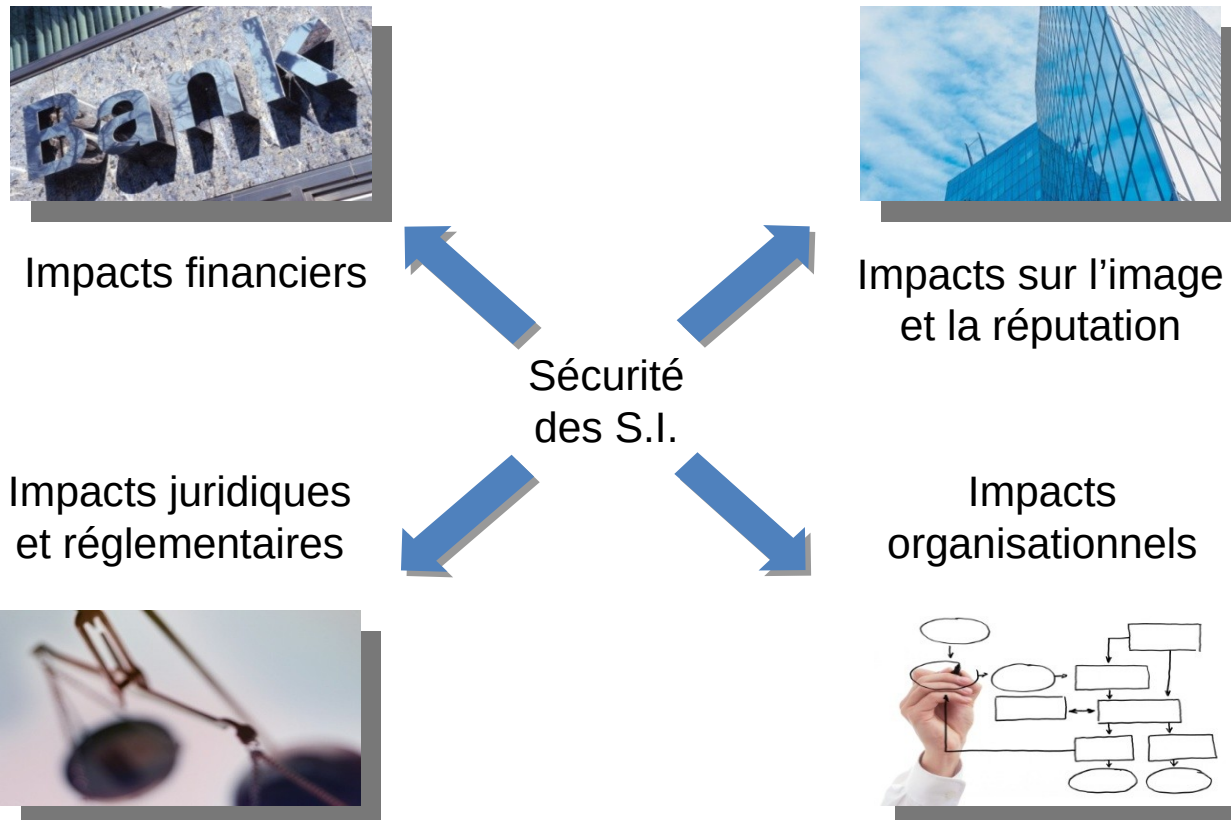 Bank
Impacts financiers
Impacts sur l’image
et la réputation
Sécurité
des S.I.
Impacts juridiques
et réglementaires
Impacts
organisationnels